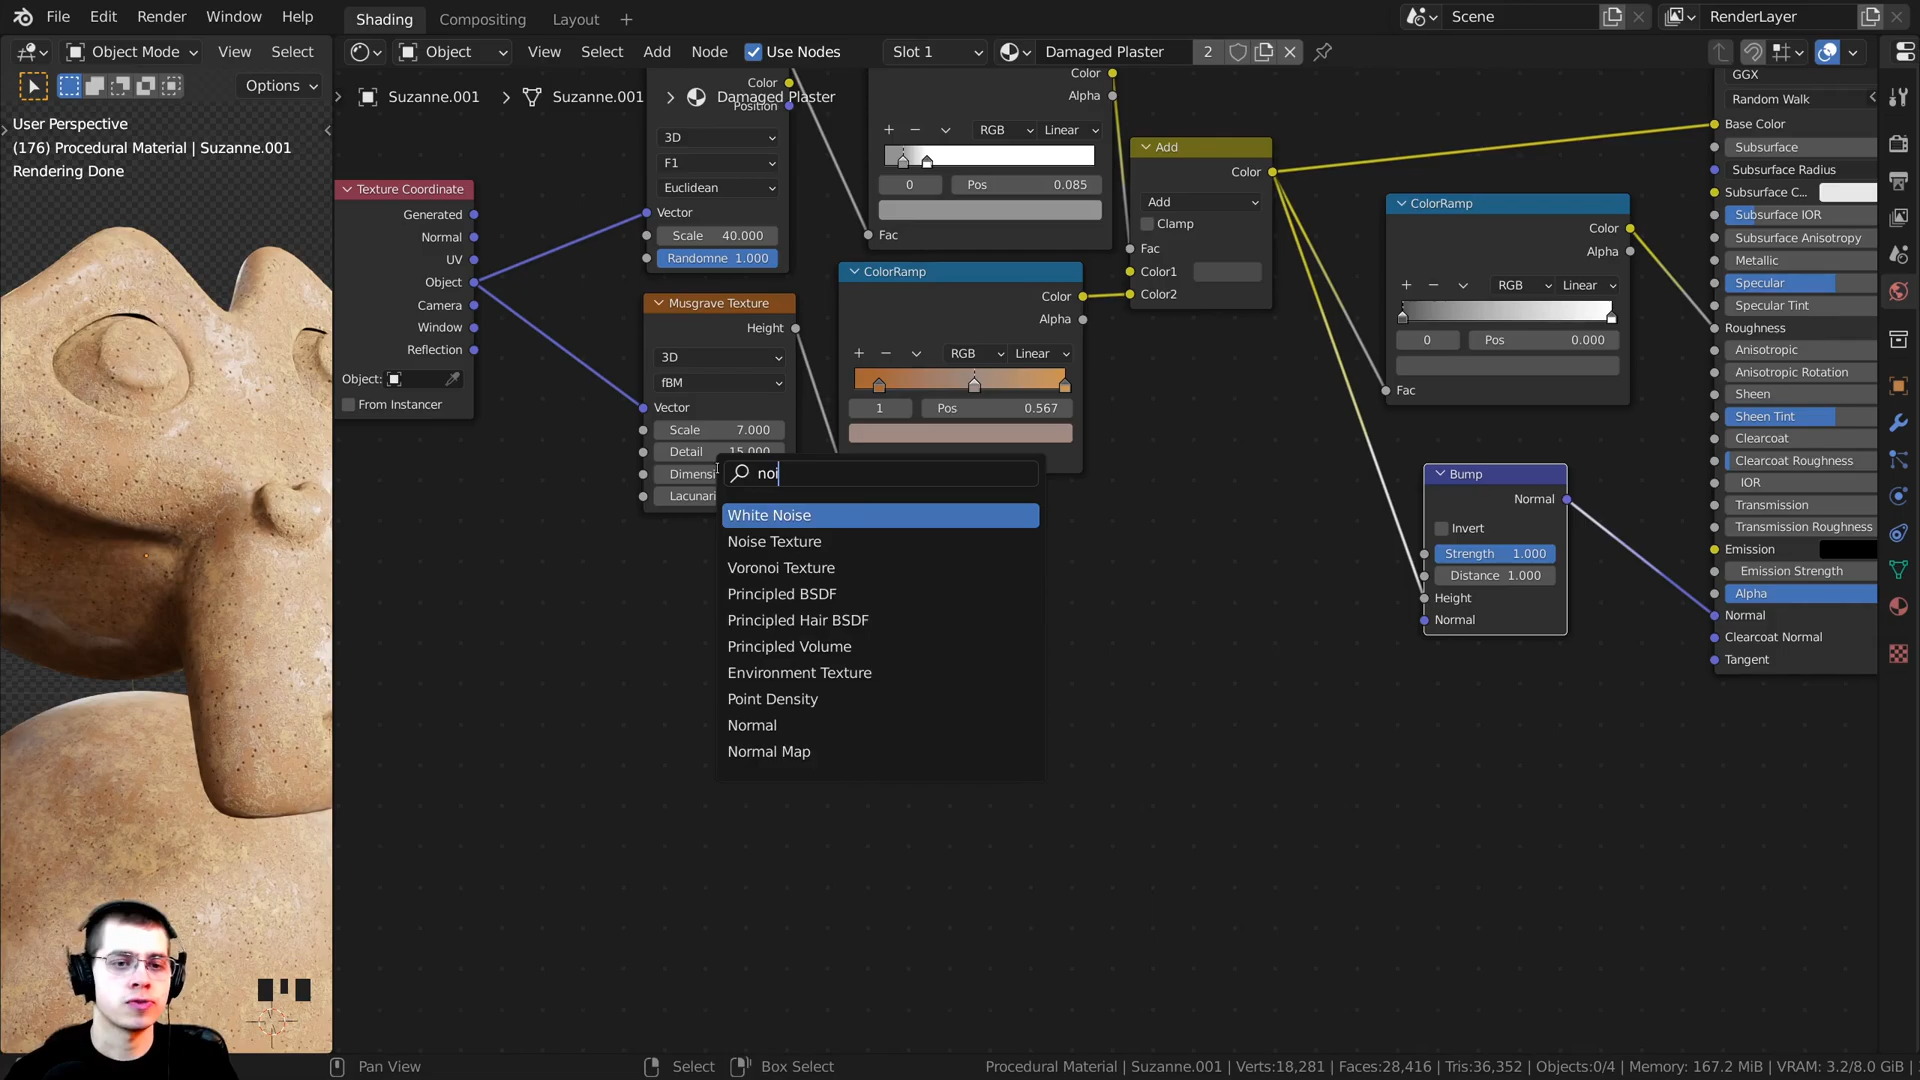 File Edit Render Window Help Shading Compositing Layout + Scene RenderLayer
Object Mode View Select Object View Select Add Node Use Nodes Slot 1 Damaged Plaster 2
Options
Suzanne.001 > Suzanne.001 > Damaged Plaster
User Perspective
(176) Procedural Material | Suzanne.001
Rendering Done
Texture Coordinate
Generated
Normal
UV
Object
Camera
Window
Reflection
Object:
From Instancer
Color
Position
3D
F1
Euclidean
Vector
Scale 40.000
Randomne 1.000
Musgrave Texture
Height
3D
fBM
Vector
Scale 7.000
Detail 15.000
Dimensi
Lacunari
Color
Alpha
RGB Linear
0 Pos 0.085
Fac
ColorRamp
Color
Alpha
RGB Linear
1 Pos 0.567
noi
White Noise
Noise Texture
Voronoi Texture
Principled BSDF
Principled Hair BSDF
Principled Volume
Environment Texture
Point Density
Normal
Normal Map
Add
Color
Add
Clamp
Fac
Color1
Color2
ColorRamp
Color
Alpha
RGB Linear
0 Pos 0.000
Fac
Bump
Normal
Invert
Strength 1.000
Distance 1.000
Height
Normal
GGX
Random Walk
Base Color
Subsurface
Subsurface Radius
Subsurface C...
Subsurface IOR
Subsurface Anisotropy
Metallic
Specular
Specular Tint
Roughness
Anisotropic
Anisotropic Rotation
Sheen
Sheen Tint
Clearcoat
Clearcoat Roughness
IOR
Transmission
Transmission Roughness
Emission
Emission Strength
Alpha
Normal
Clearcoat Normal
Tangent
Pan View Select Box Select Procedural Material | Suzanne.001 | Verts:18,281 | Faces:28,416 | Tris:36,352 | Objects:0/4 | Memory: 167.2 MiB | VRAM: 3.2/8.0 GiB |